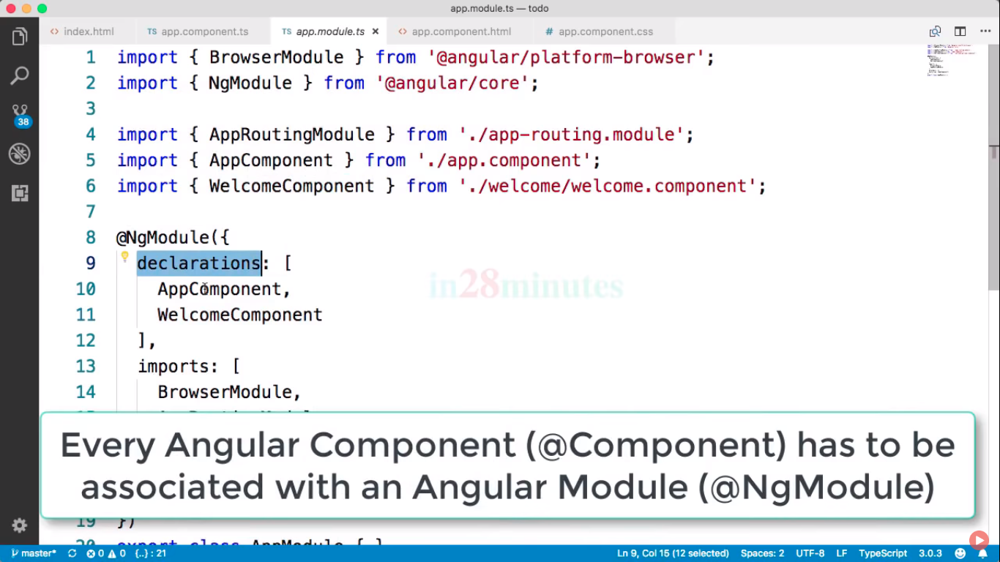 app.module.ts — todo
index.html
TS app.component.ts
TS app.module.ts
app.component.html
# app.component.css
38
1 import { BrowserModule } from '@angular/platform-browser';
2 import { NgModule } from '@angular/core';
3
4 import { AppRoutingModule } from './app-routing.module';
5 import { AppComponent } from './app.component';
6 import { WelcomeComponent } from './welcome/welcome.component';
7
8 @NgModule({
9 declarations: [
10 AppComponent,
11 WelcomeComponent
12 ],
13 imports: [
14 BrowserModule,
in28minutes
Every Angular Component (@Component) has to be
associated with an Angular Module (@NgModule)
19 })
20 export class AppModule { }
master* 0 0 {..} : 21 Ln 9, Col 15 (12 selected) Spaces: 2 UTF-8 LF TypeScript 3.0.3